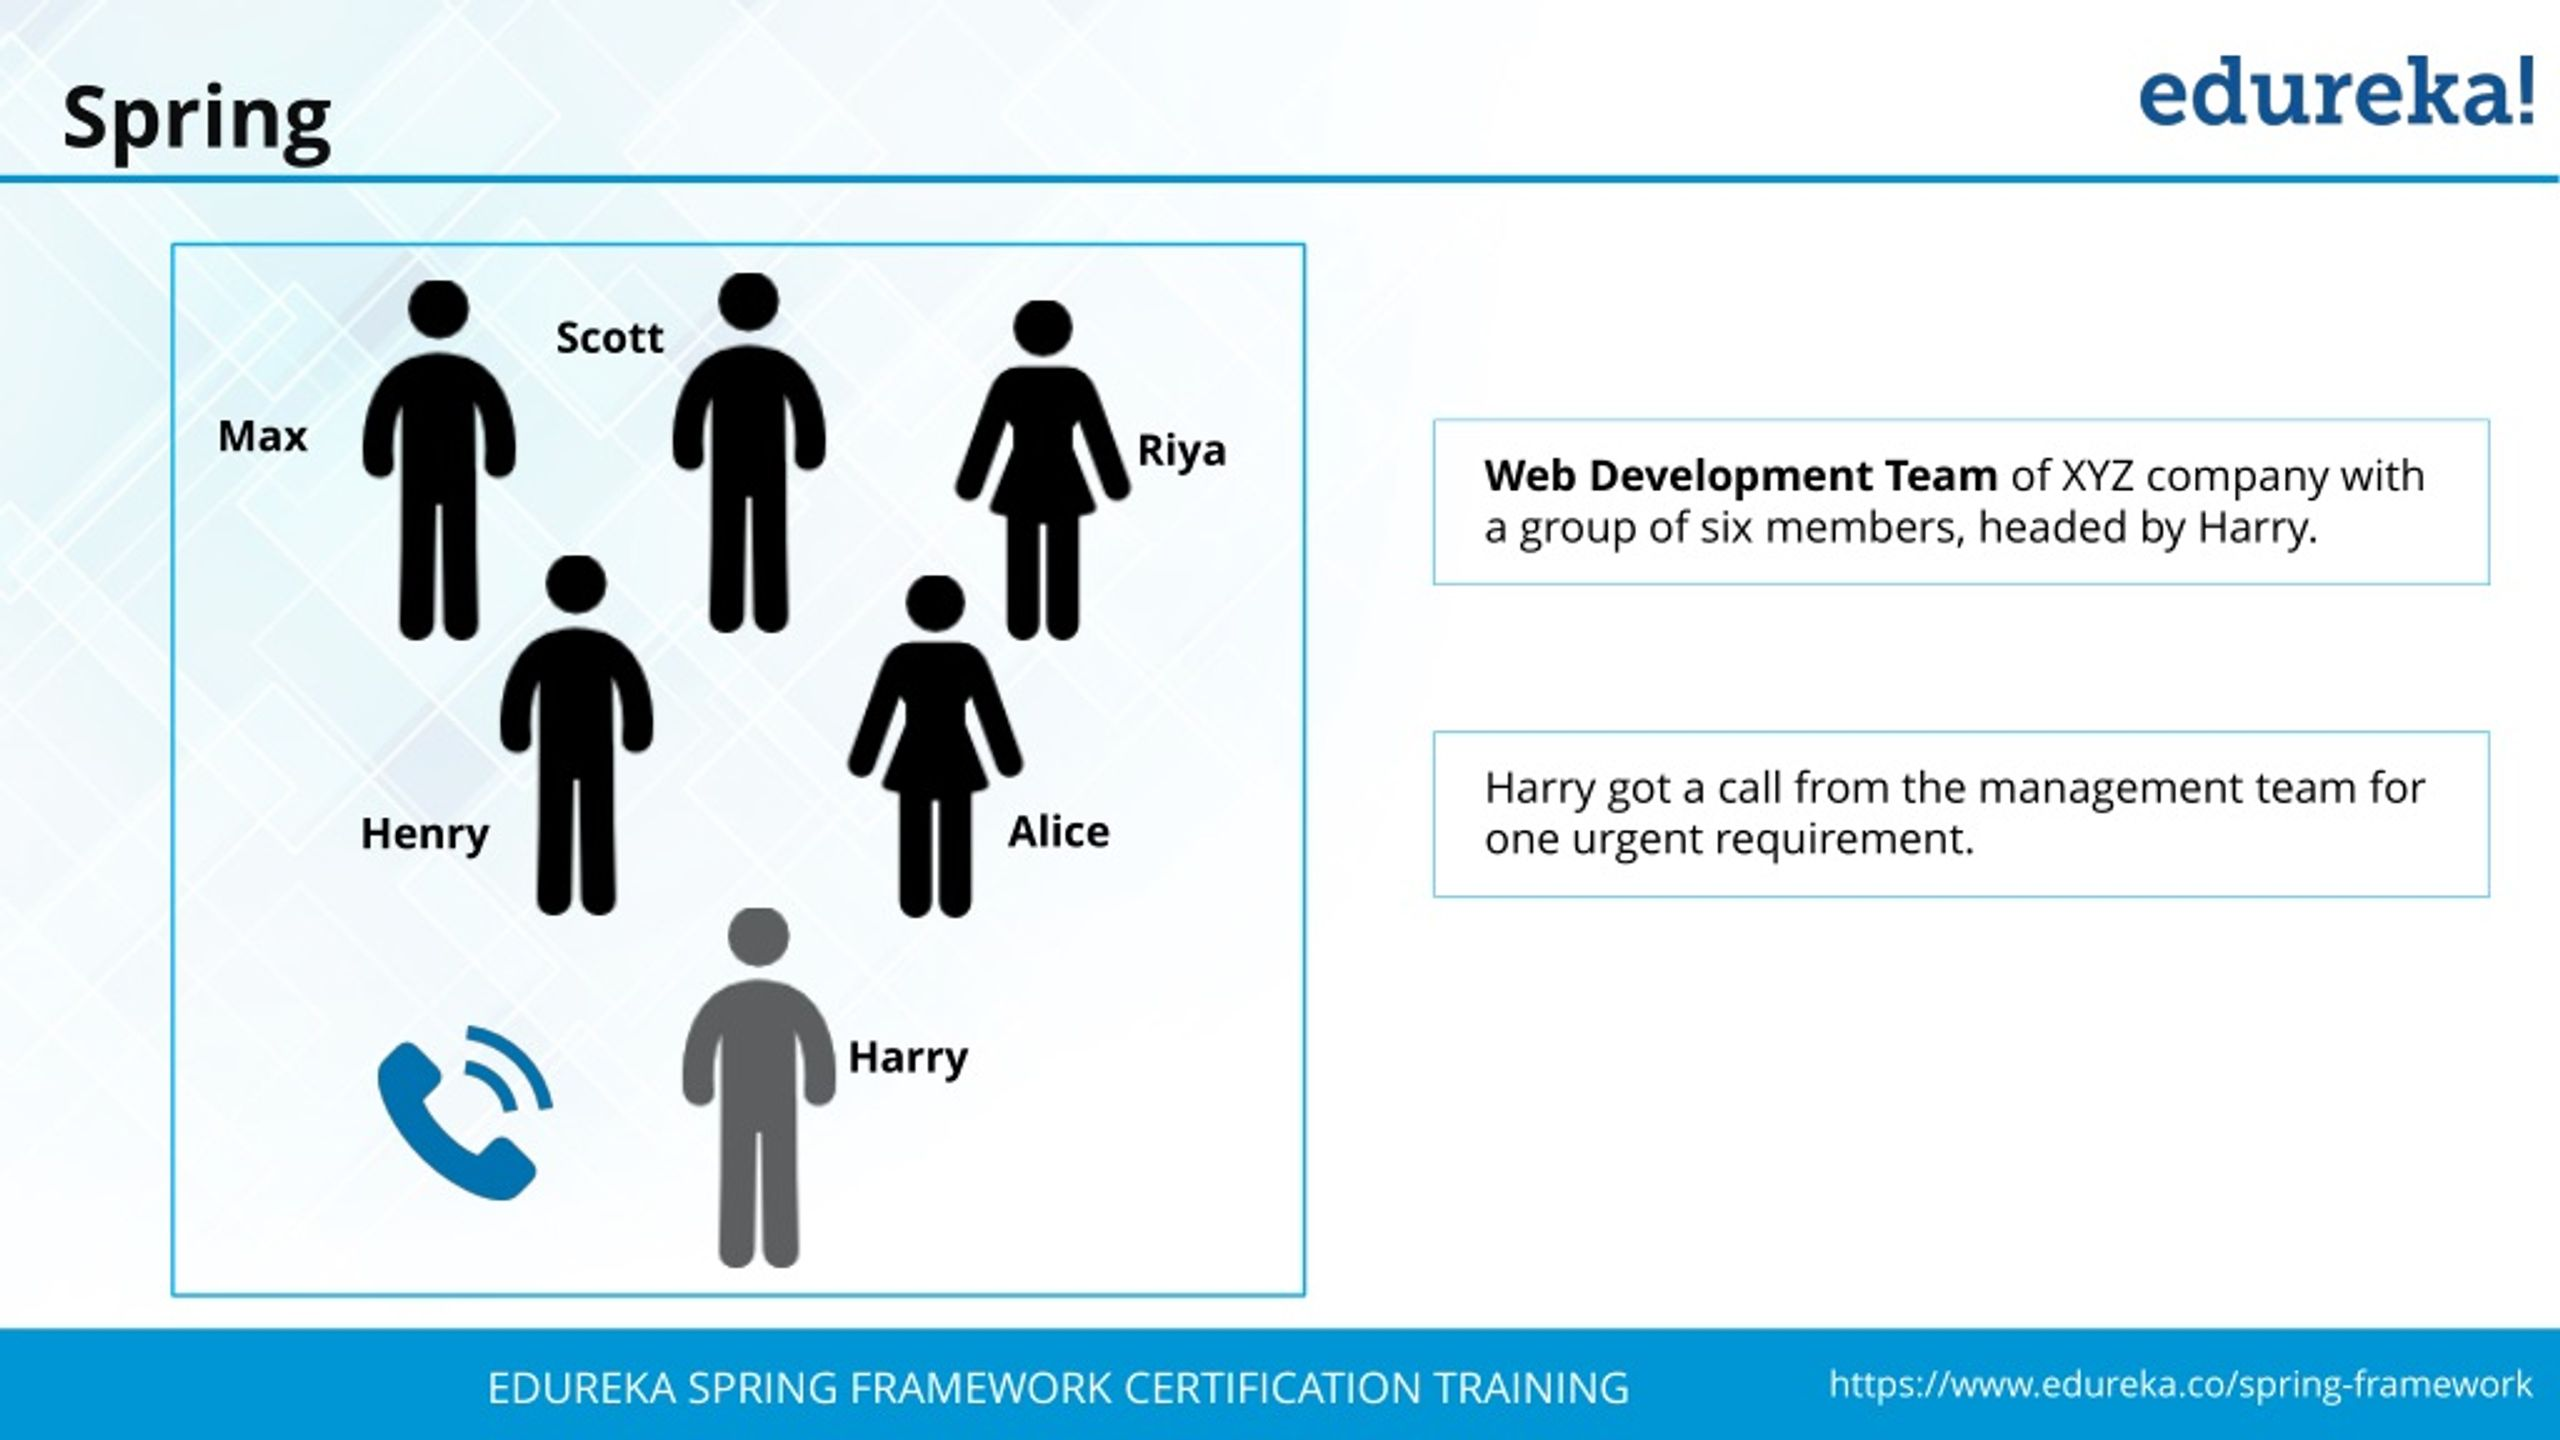 Spring
edureka!
Scott
Max
Riya
Henry
Alice
Harry
Web Development Team of XYZ company with
a group of six members, headed by Harry.
Harry got a call from the management team for
one urgent requirement.
EDUREKA SPRING FRAMEWORK CERTIFICATION TRAINING
https://www.edureka.co/spring-framework